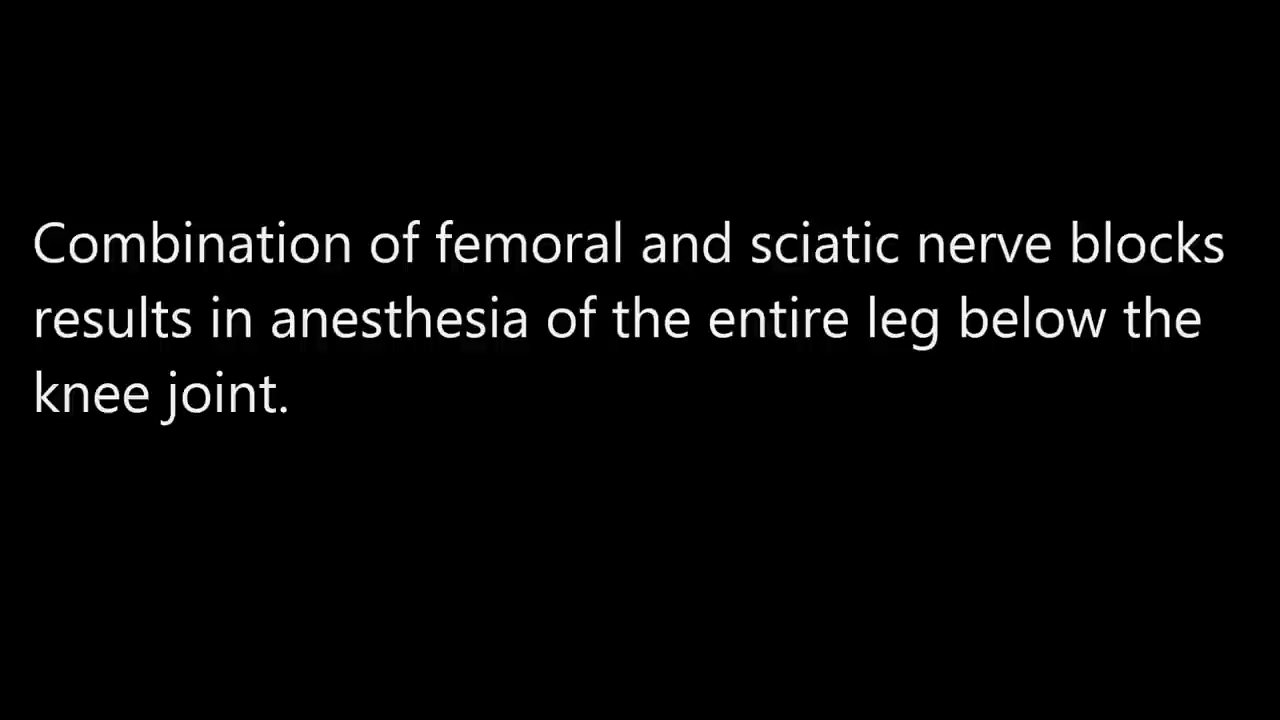 Combination of femoral and sciatic nerve blocks
results in anesthesia of the entire leg below the
knee joint.